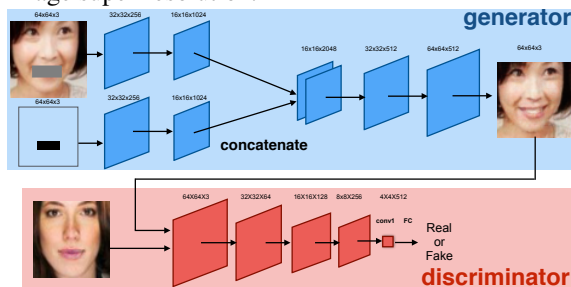 generator
64x64x3
32x32x256
16x16x1024
16x16x2048
32x32x512
64x64x512
64x64x3
64x64x3
32x32x256
16x16x1024
concatenate
64X64X3
32X32X64
16X16X128
8x8X256
conv1
4X4X512
FC
Real
or
Fake
discriminator